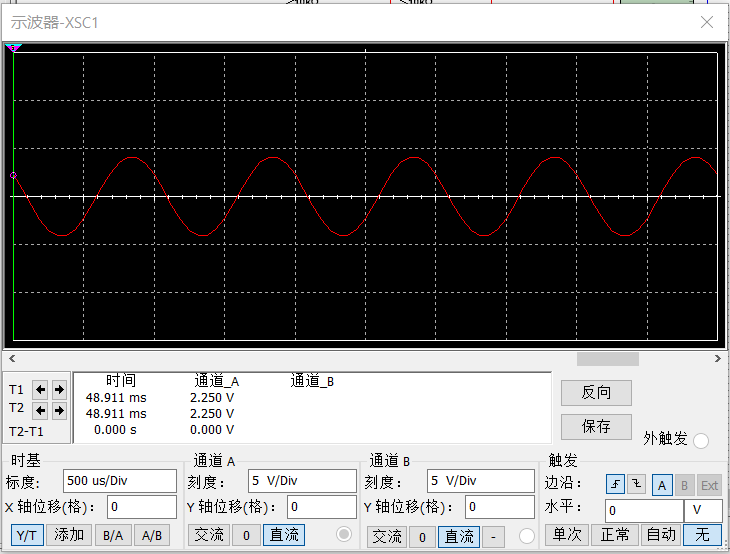 示波器-XSC1
时间 通道_A 通道_B
T1 48.911 ms 2.250 V
T2 48.911 ms 2.250 V
T2-T1 0.000 s 0.000 V
反向
保存
外触发
时基
标度： 500 us/Div
X 轴位移(格)： 0
Y/T 添加 B/A A/B
通道 A
刻度： 5 V/Div
Y 轴位移(格)： 0
交流 0 直流
通道 B
刻度： 5 V/Div
Y 轴位移(格)： 0
交流 0 直流 -
触发
边沿： A B Ext
水平： 0 V
单次 正常 自动 无